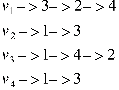 v₁ −> 3 −> 2 −> 4
v₂ −> 1 −> 3
v₃ −> 1 −> 4 −> 2
v₄ −> 1 −> 3